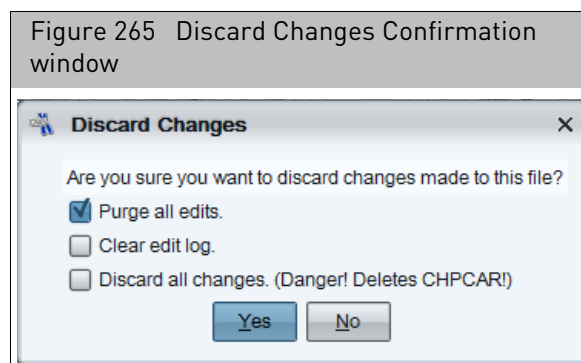 Figure 265 Discard Changes Confirmation
window
Discard Changes
Are you sure you want to discard changes made to this file?
Purge all edits.
Clear edit log.
Discard all changes. (Danger! Deletes CHPCAR!)
Yes No